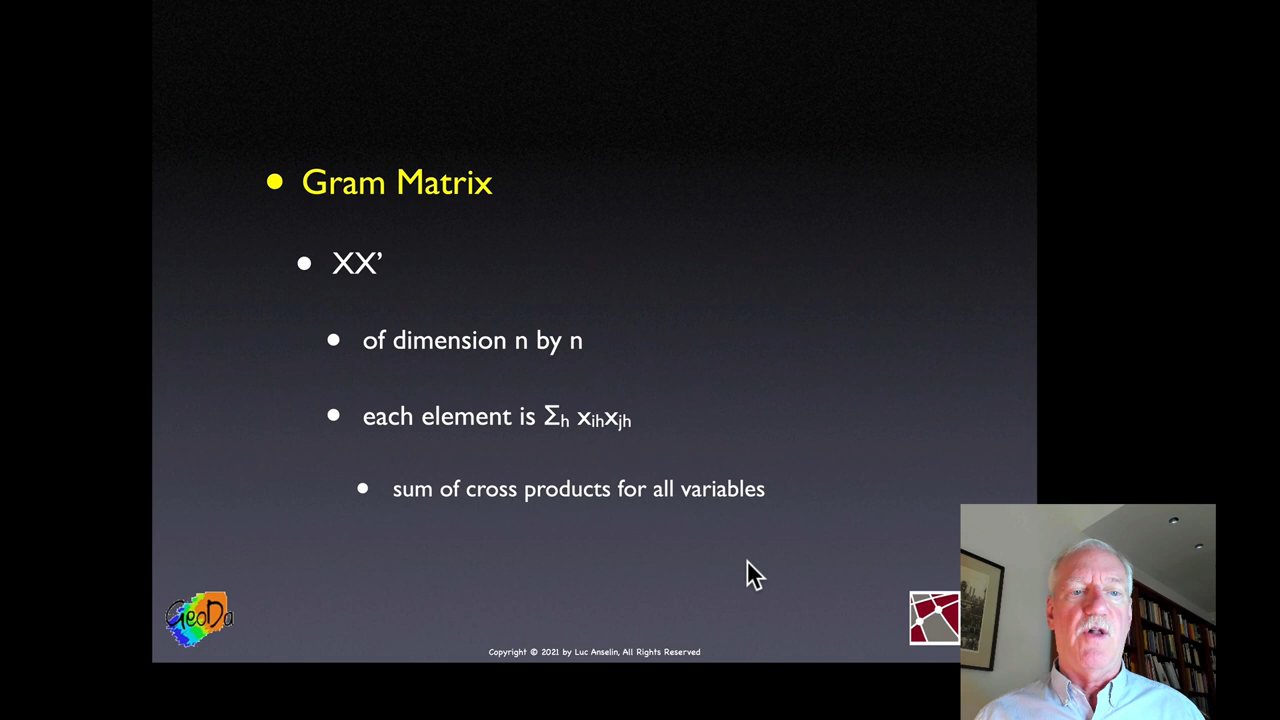 • Gram Matrix
• XX’
• of dimension n by n
• each element is Σh xihxjh
• sum of cross products for all variables
GeoDa
Copyright © 2021 by Luc Anselin, All Rights Reserved